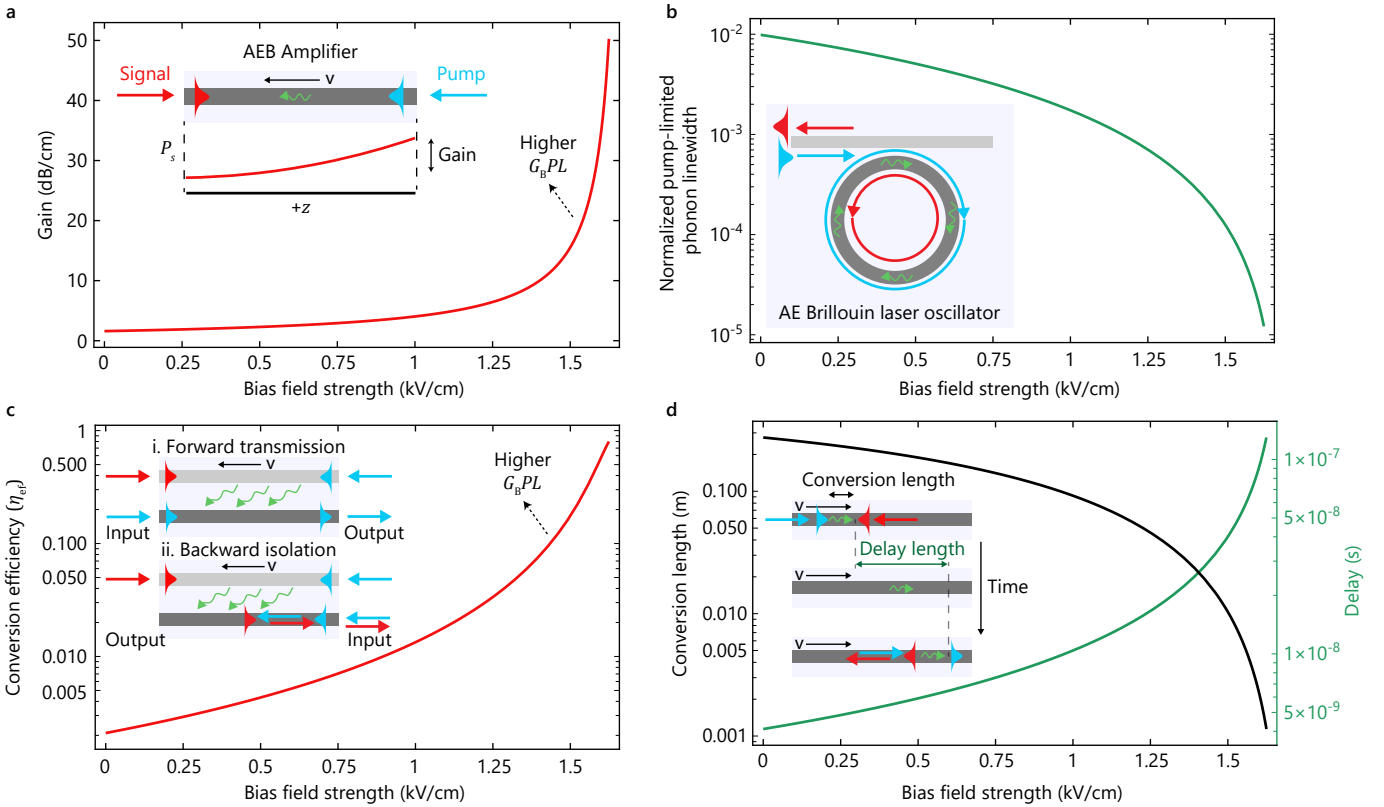 a
Gain (dB/cm)
50
40
30
20
10
0
AEB Amplifier
Signal
v
Pump
Pₛ
Gain
+z
Higher
G_BPL
0
0.25
0.5
0.75
1
1.25
1.5
Bias field strength (kV/cm)
b
Normalized pump-limited
phonon linewidth
10⁻²
10⁻³
10⁻⁴
10⁻⁵
AE Brillouin laser oscillator
0
0.25
0.5
0.75
1
1.25
1.5
Bias field strength (kV/cm)
c
Conversion efficiency (η_ef)
1
0.500
0.100
0.050
0.010
0.005
i. Forward transmission
v
Input
Output
ii. Backward isolation
v
Output
Input
Higher
G_BPL
0
0.25
0.5
0.75
1
1.25
1.5
Bias field strength (kV/cm)
d
Conversion length (m)
0.100
0.050
0.010
0.005
0.001
Conversion length
v
Delay length
v
Time
v
1×10⁻⁷
5×10⁻⁸
1×10⁻⁸
5×10⁻⁹
Delay (s)
0
0.25
0.5
0.75
1
1.25
1.5
Bias field strength (kV/cm)